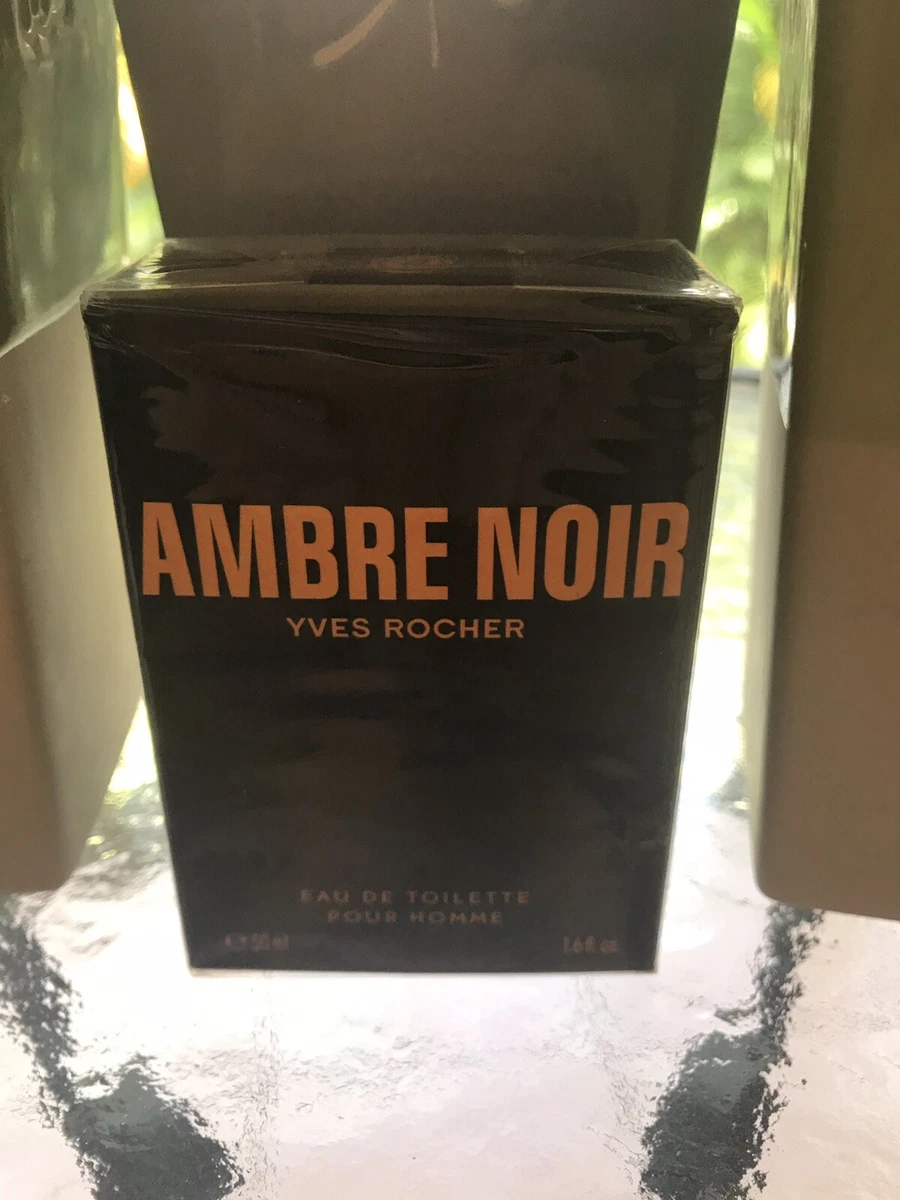 AMBRE NOIR
YVES ROCHER
EAU DE TOILETTE
POUR HOMME
e 50 ml
1.6 fl. oz.